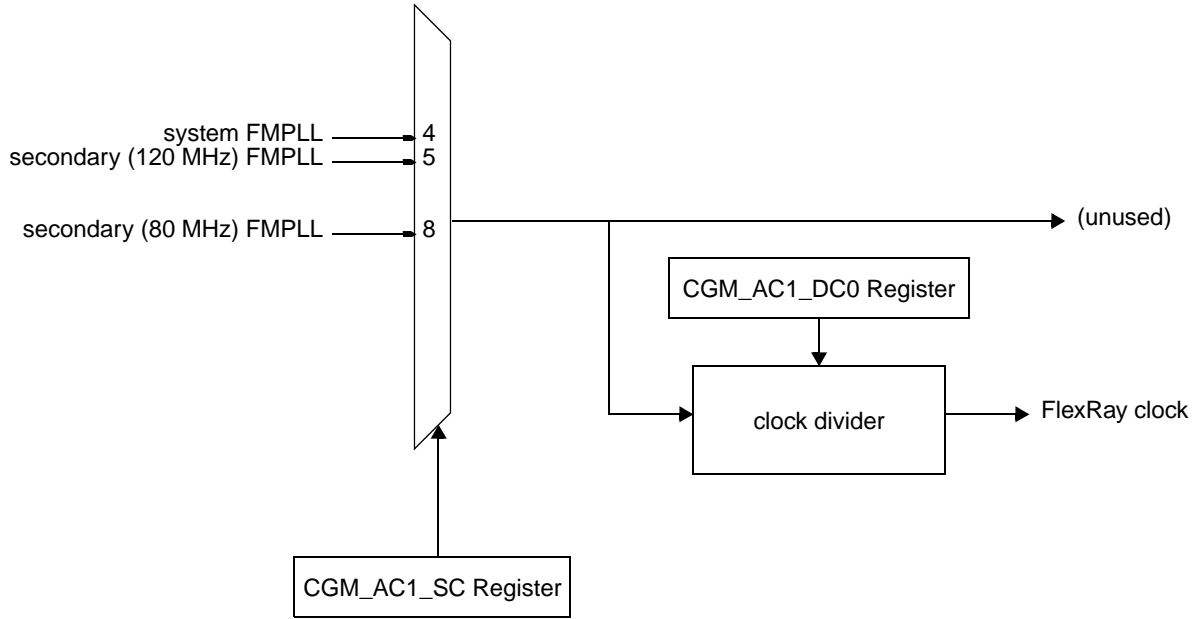 system FMPLL
4
secondary (120 MHz) FMPLL
5
secondary (80 MHz) FMPLL
8
(unused)
CGM_AC1_DC0 Register
clock divider
FlexRay clock
CGM_AC1_SC Register